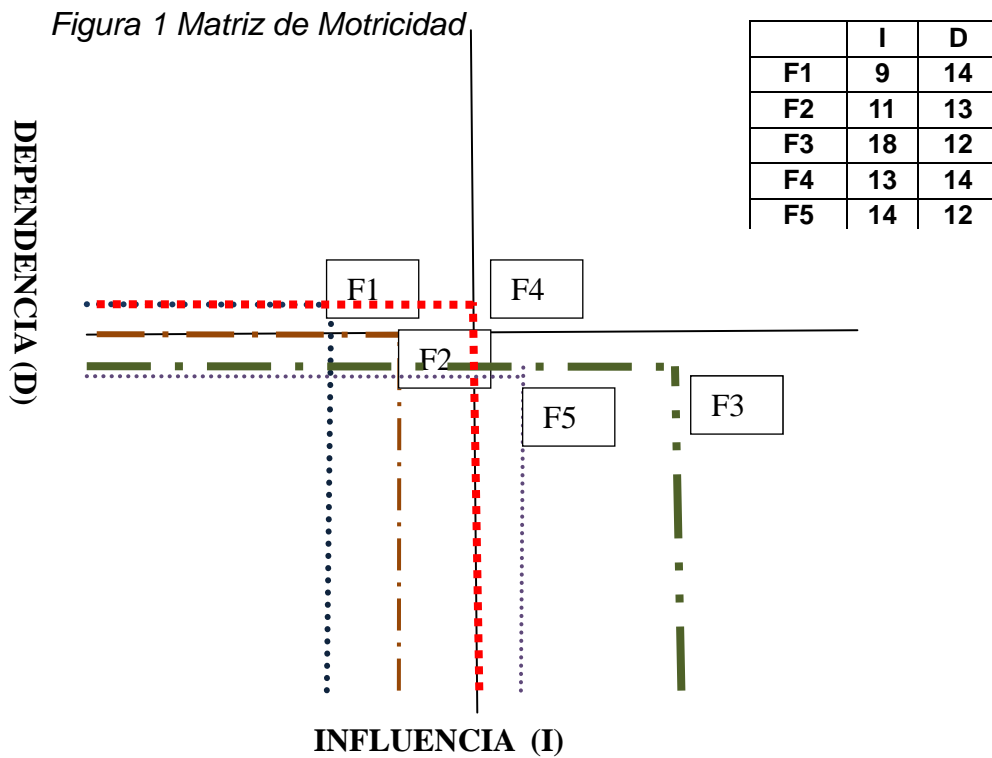 Figura 1 Matriz de Motricidad
I D
F1 9 14
F2 11 13
F3 18 12
F4 13 14
F5 14 12
DEPENDENCIA (D)
F1
F4
F2
F5
F3
INFLUENCIA (I)